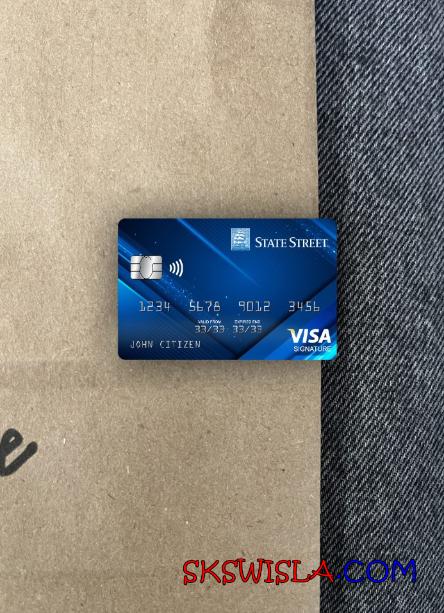 STATE STREET
1234 5678 9012 3456
VALID FROM EXPIRES END
33/33 33/33
JOHN CITIZEN
VISA
SIGNATURE
SKSWISLA.COM